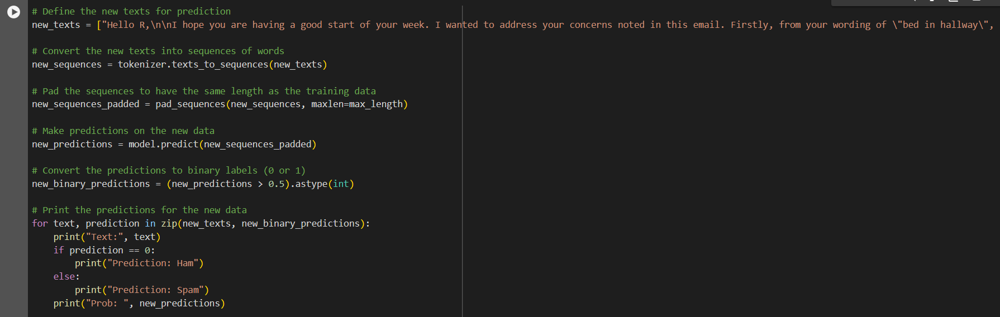 # Define the new texts for prediction
new_texts = ["Hello R,\n\nI hope you are having a good start of your week. I wanted to address your concerns noted in this email. Firstly, from your wording of \"bed in hallway\",
# Convert the new texts into sequences of words
new_sequences = tokenizer.texts_to_sequences(new_texts)
# Pad the sequences to have the same length as the training data
new_sequences_padded = pad_sequences(new_sequences, maxlen=max_length)
# Make predictions on the new data
new_predictions = model.predict(new_sequences_padded)
# Convert the predictions to binary labels (0 or 1)
new_binary_predictions = (new_predictions > 0.5).astype(int)
# Print the predictions for the new data
for text, prediction in zip(new_texts, new_binary_predictions):
    print("Text:", text)
    if prediction == 0:
        print("Prediction: Ham")
    else:
        print("Prediction: Spam")
    print("Prob: ", new_predictions)